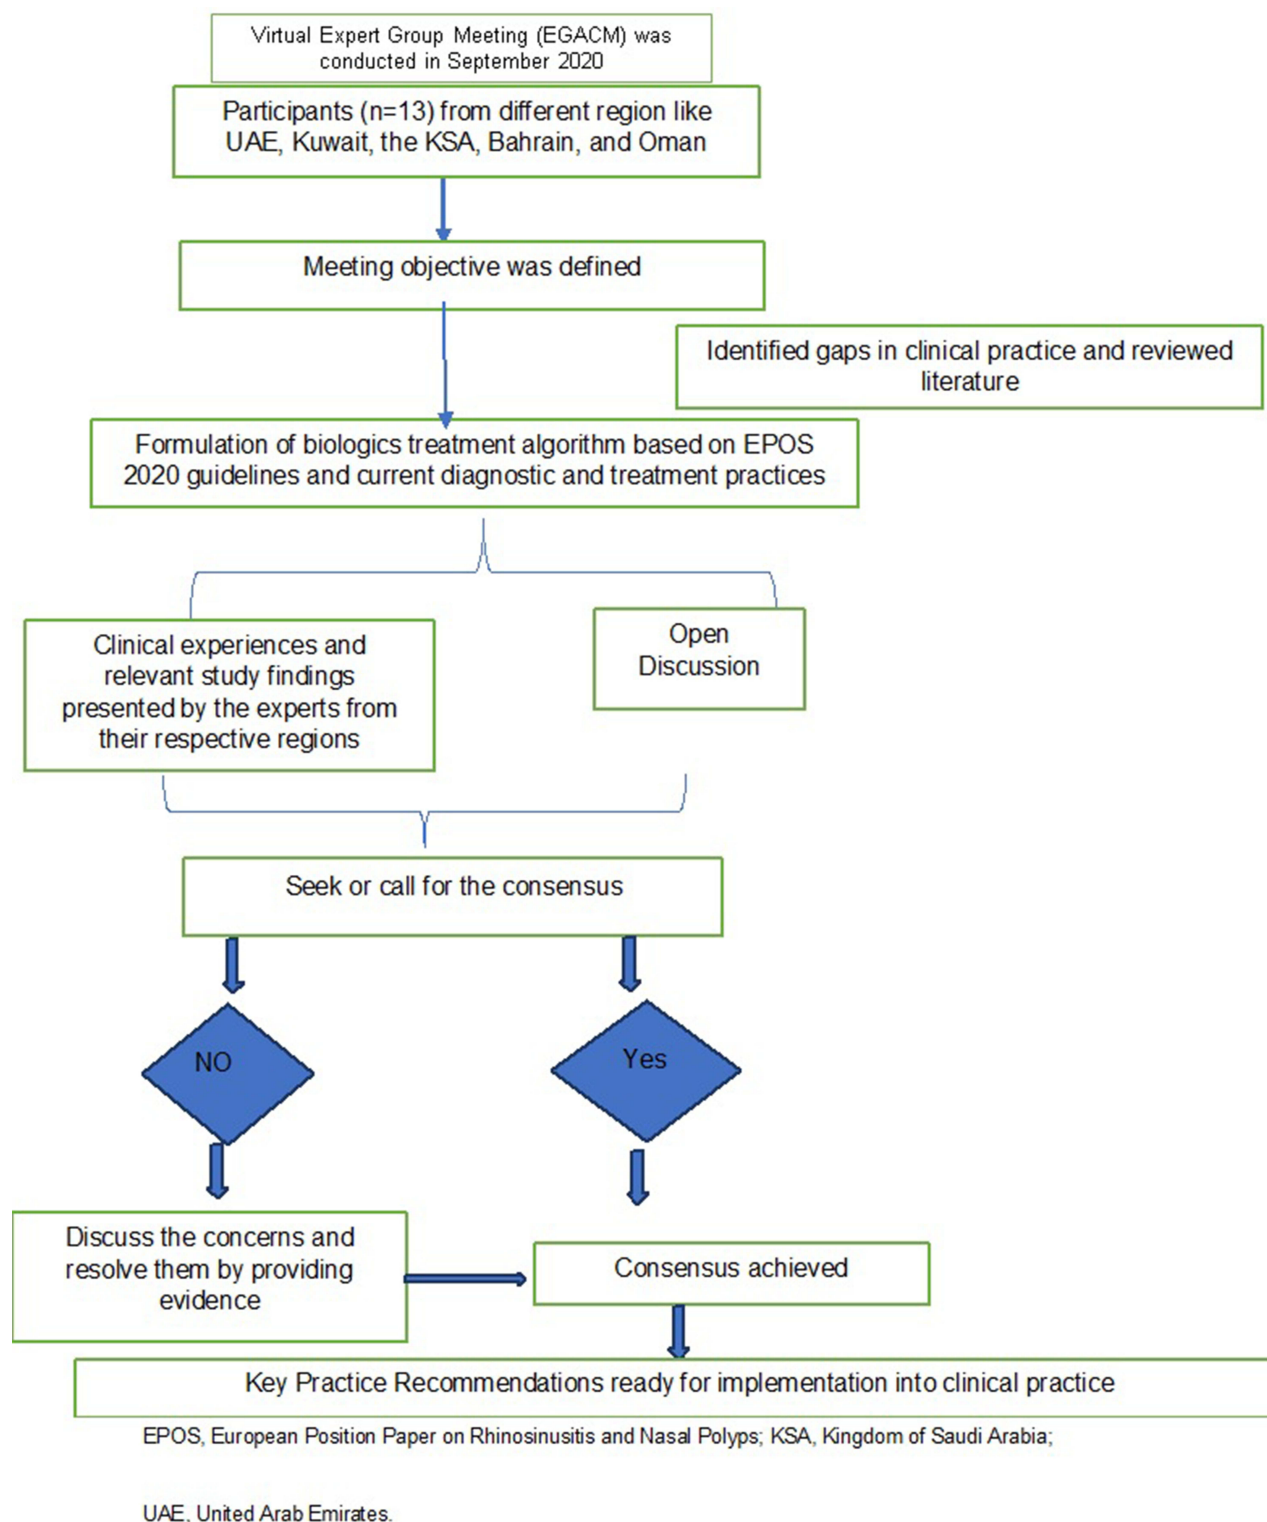 Virtual Expert Group Meeting (EGACM) was
conducted in September 2020
Participants (n=13) from different region like
UAE, Kuwait, the KSA, Bahrain, and Oman
Meeting objective was defined
Identified gaps in clinical practice and reviewed
literature
Formulation of biologics treatment algorithm based on EPOS
2020 guidelines and current diagnostic and treatment practices
Clinical experiences and
relevant study findings
presented by the experts from
their respective regions
Open
Discussion
Seek or call for the consensus
NO
Yes
Discuss the concerns and
resolve them by providing
evidence
Consensus achieved
Key Practice Recommendations ready for implementation into clinical practice
EPOS, European Position Paper on Rhinosinusitis and Nasal Polyps; KSA, Kingdom of Saudi Arabia;
UAE, United Arab Emirates.